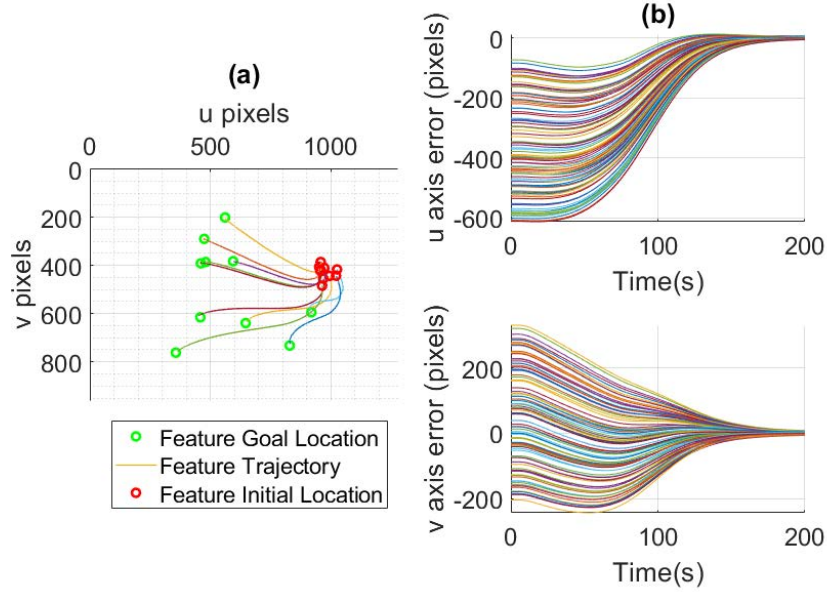 (a)
u pixels
0 500 1000
0
200
400
600
800
v pixels
Feature Goal Location
Feature Trajectory
Feature Initial Location
(b)
0
-200
-400
-600
u axis error (pixels)
0 100 200
Time(s)
200
0
-200
v axis error (pixels)
0 100 200
Time(s)